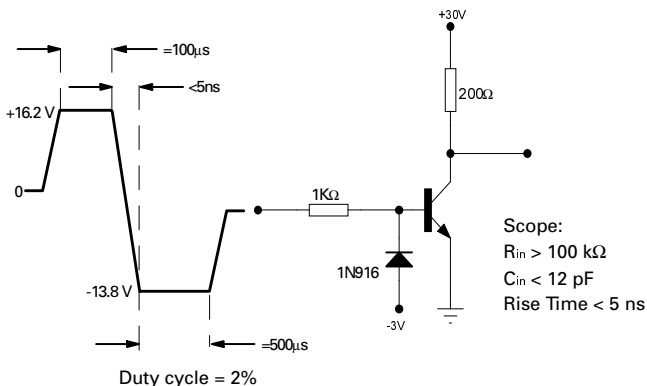 +30V
=100µs
<5ns
200Ω
+16.2 V
0
1KΩ
Scope:
Rin > 100 kΩ
1N916
Cin < 12 pF
-13.8 V
Rise Time < 5 ns
-3V
=500µs
Duty cycle = 2%